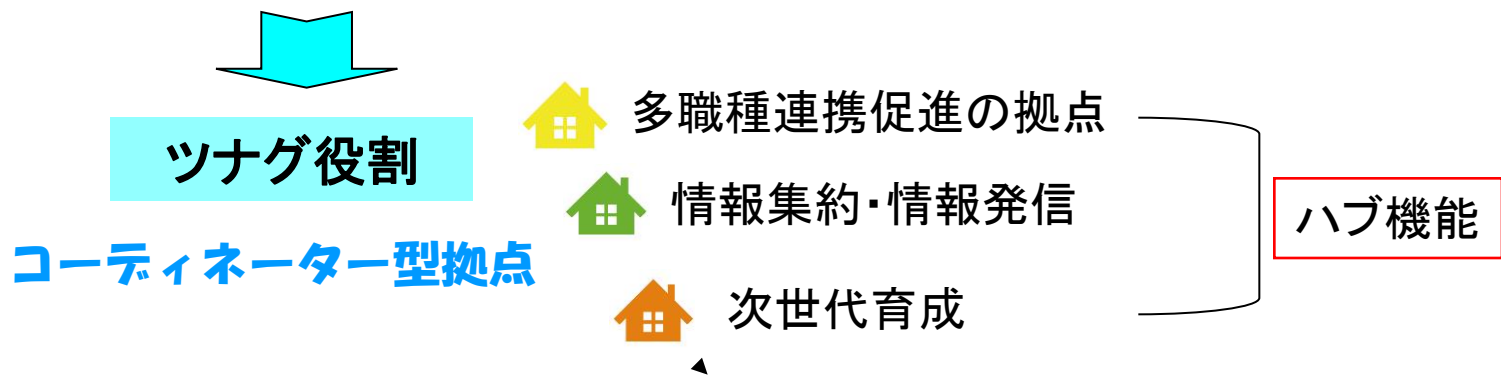 多職種連携促進の拠点
ツナグ役割
情報集約・情報発信
ハブ機能
コーディネーター型拠点
次世代育成